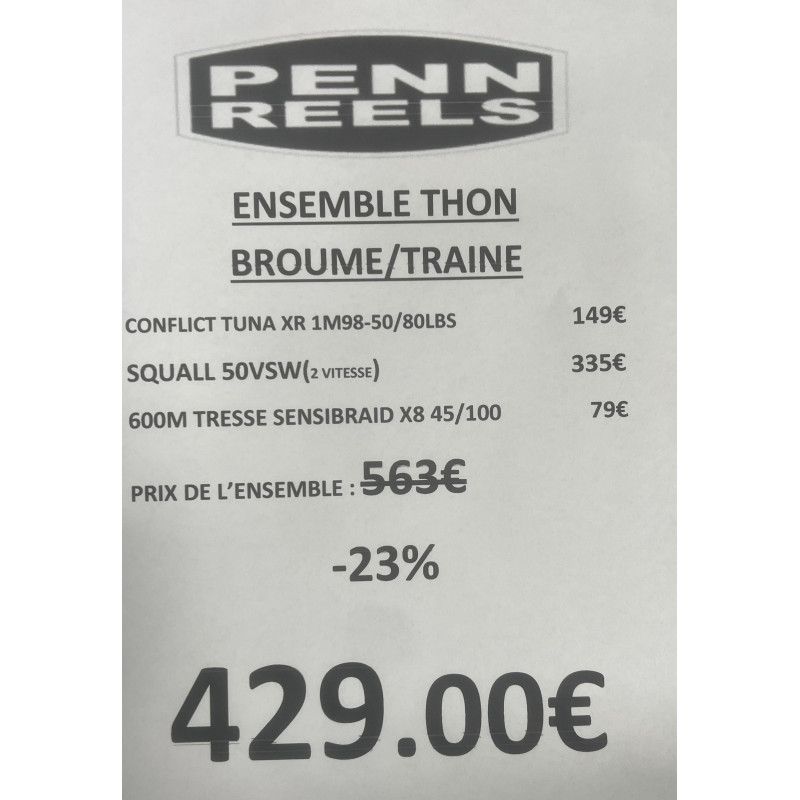 PENN
REELS
ENSEMBLE THON
BROUME/TRAINE
CONFLICT TUNA XR 1M98-50/80LBS 149€
SQUALL 50VSW(2 VITESSE) 335€
600M TRESSE SENSIBRAID X8 45/100 79€
PRIX DE L'ENSEMBLE : 563€
-23%
429.00€